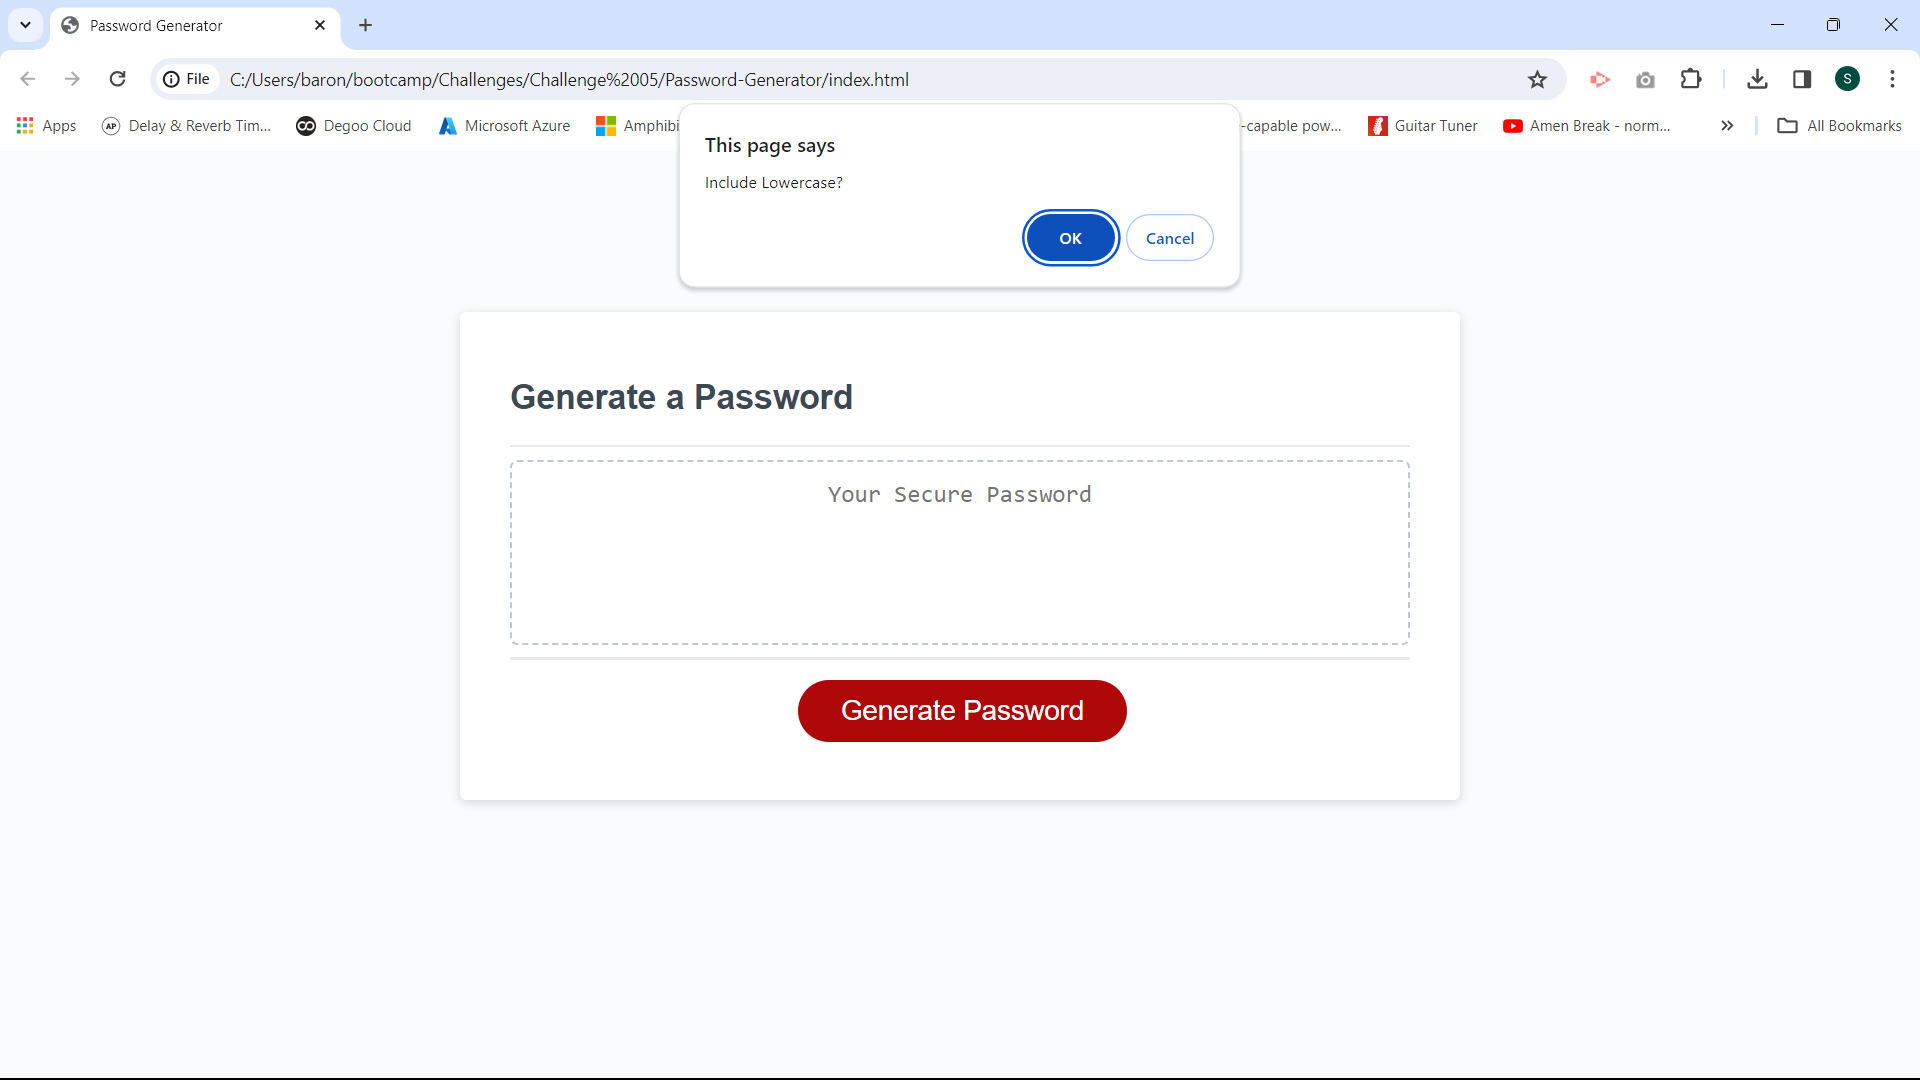 Password Generator
File
C:/Users/baron/bootcamp/Challenges/Challenge%2005/Password-Generator/index.html
S
Apps
AP
Delay & Reverb Tim...
Degoo Cloud
Microsoft Azure
Amphibi
-capable pow...
Guitar Tuner
Amen Break - norm...
All Bookmarks
This page says
Include Lowercase?
OK
Cancel
Generate a Password
Your Secure Password
Generate Password